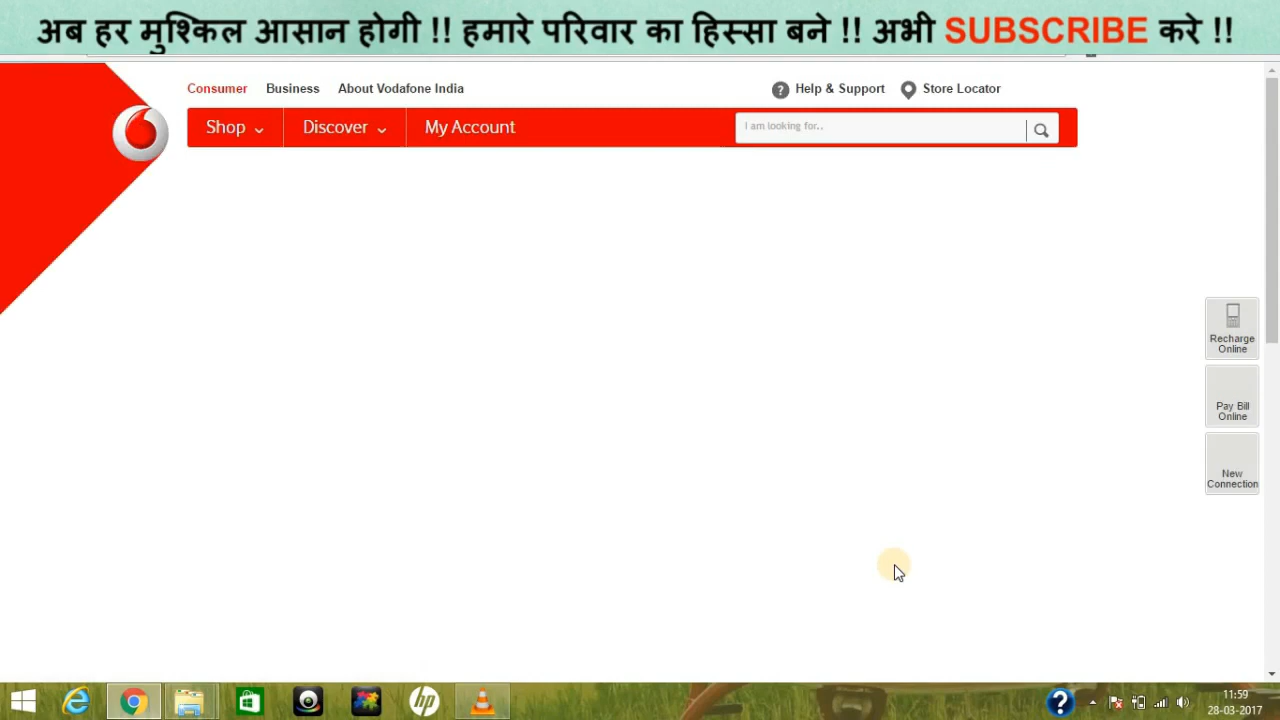 अब हर मुश्किल आसान होगी !! हमारे परिवार का हिस्सा बने !! अभी SUBSCRIBE करे !!
Consumer Business About Vodafone India Help & Support Store Locator
Shop Discover My Account I am looking for..
Recharge
Online
Pay Bill
Online
New
Connection
hp
11:59
28-03-2017